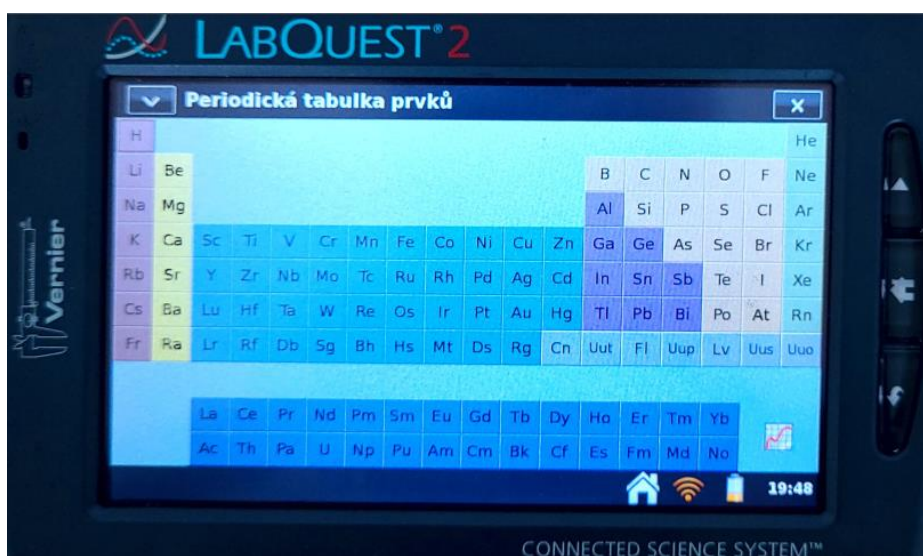 LABQUEST® 2
Periodická tabulka prvků
H He
Li Be B C N O F Ne
Na Mg Al Si P S Cl Ar
K Ca Sc Ti V Cr Mn Fe Co Ni Cu Zn Ga Ge As Se Br Kr
Rb Sr Y Zr Nb Mo Tc Ru Rh Pd Ag Cd In Sn Sb Te I Xe
Cs Ba Lu Hf Ta W Re Os Ir Pt Au Hg Tl Pb Bi Po At Rn
Fr Ra Lr Rf Db Sg Bh Hs Mt Ds Rg Cn Uut Fl Uup Lv Uus Uuo
La Ce Pr Nd Pm Sm Eu Gd Tb Dy Ho Er Tm Yb
Ac Th Pa U Np Pu Am Cm Bk Cf Es Fm Md No
19:48
Vernier
CONNECTED SCIENCE SYSTEM™